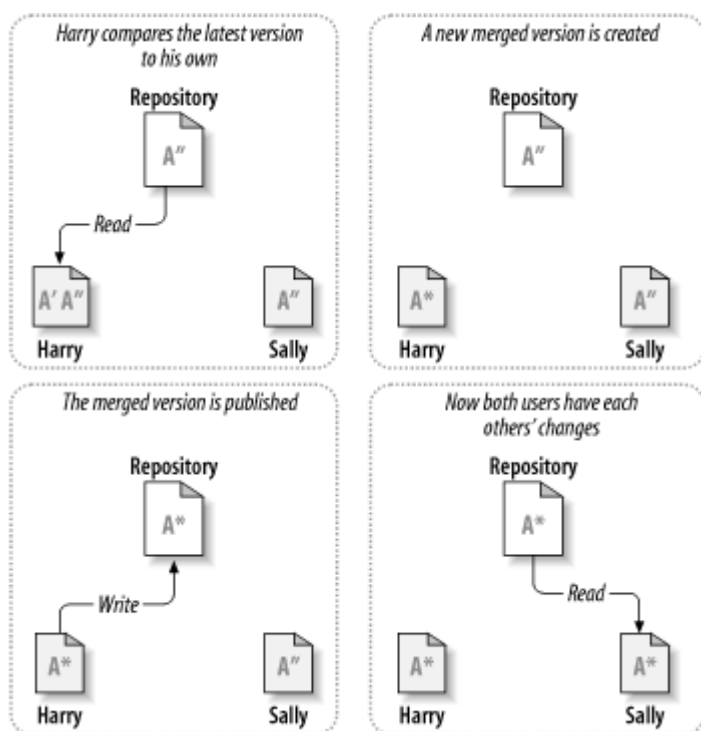 Harry compares the latest version
to his own
Repository
A”
Read
A’ A”
A”
Harry
Sally
A new merged version is created
Repository
A”
A*
A”
Harry
Sally
The merged version is published
Repository
A*
Write
A*
A”
Harry
Sally
Now both users have each
others’ changes
Repository
A*
Read
A*
A*
Harry
Sally